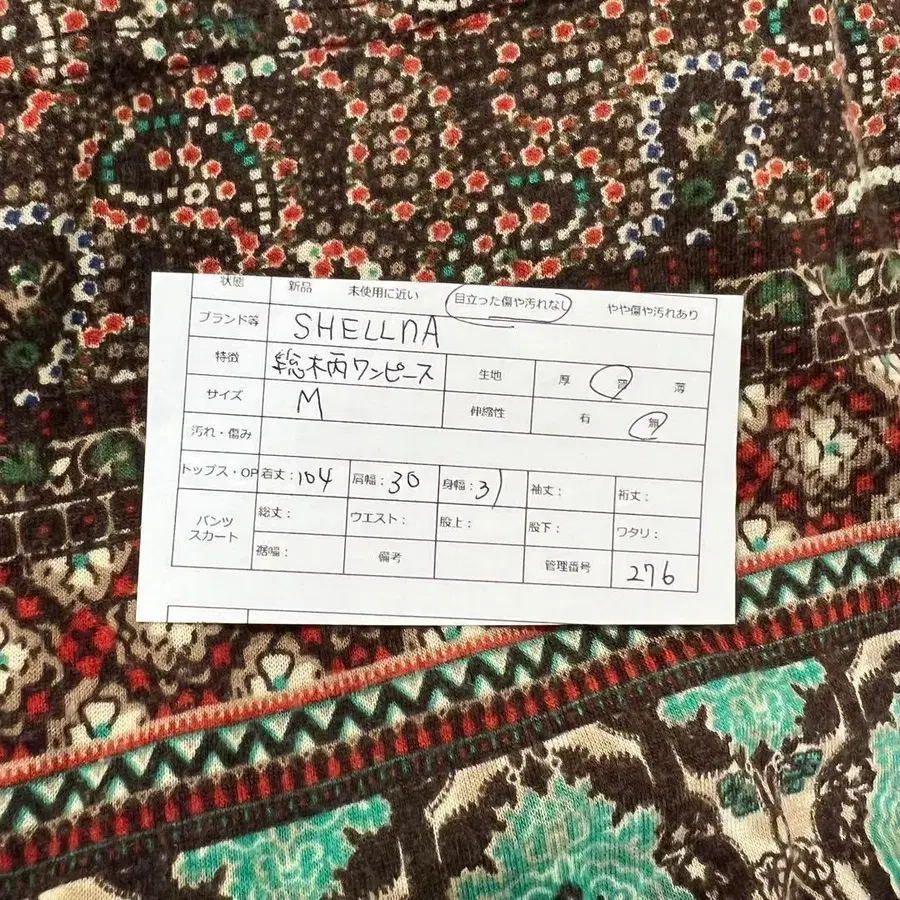 状態 新品 未使用に近い 目立った傷や汚れなし やや傷や汚れあり
ブランド等 SHELLNA
特徴 総柄ワンピース 生地 厚 普 薄
サイズ M 伸縮性 有 無
汚れ・傷み
トップス・OP 着丈：104 肩幅：30 身幅：31 袖丈： 裄丈：
パンツ スカート 総丈： ウエスト： 股上： 股下： ワタリ：
裾幅： 備考 管理番号 276